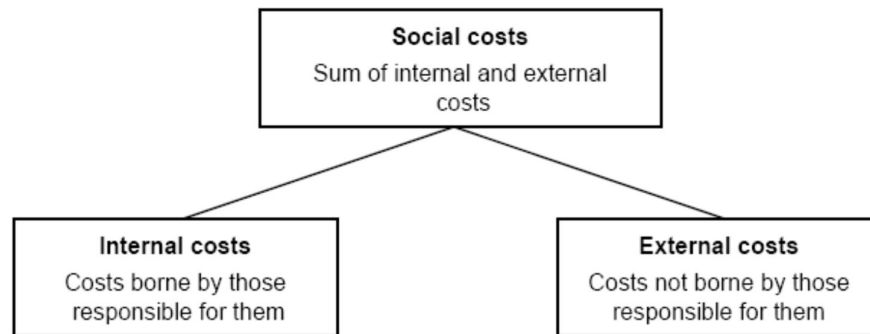 Social costs
Sum of internal and external
costs
Internal costs
Costs borne by those
responsible for them
External costs
Costs not borne by those
responsible for them